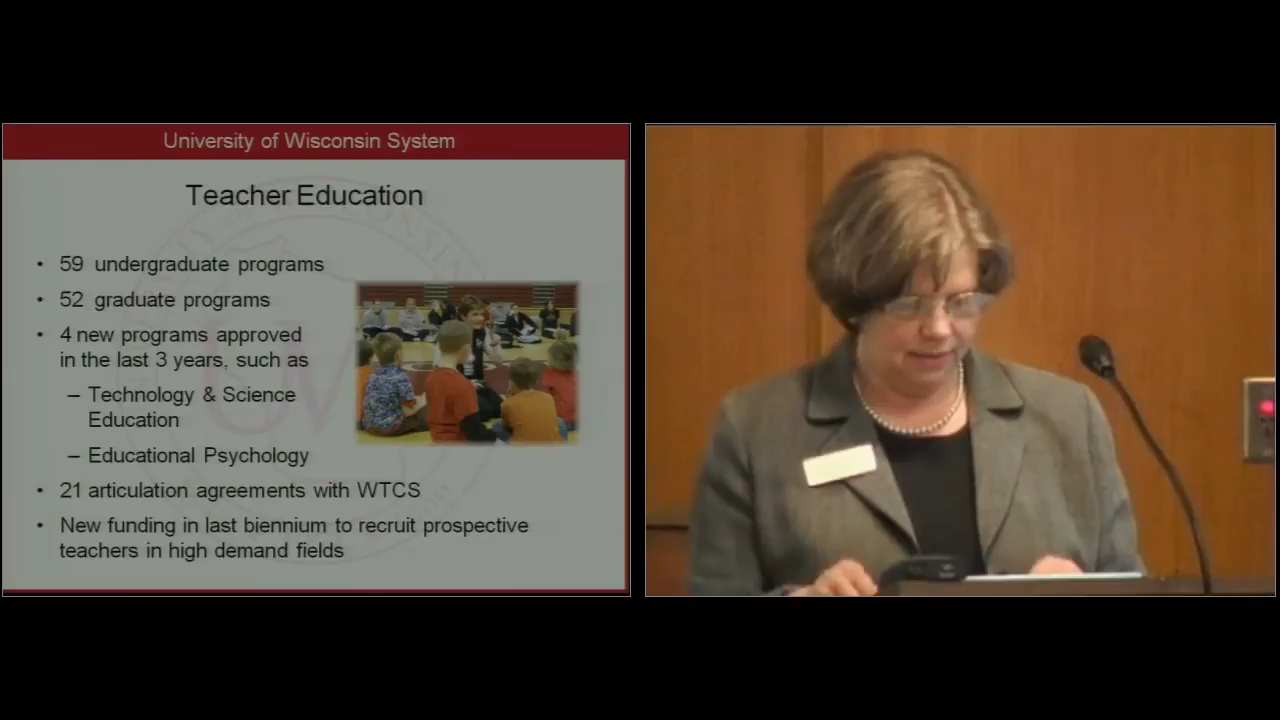 University of Wisconsin System
Teacher Education
• 59 undergraduate programs
• 52 graduate programs
• 4 new programs approved
in the last 3 years, such as
– Technology & Science
Education
– Educational Psychology
• 21 articulation agreements with WTCS
• New funding in last biennium to recruit prospective
teachers in high demand fields